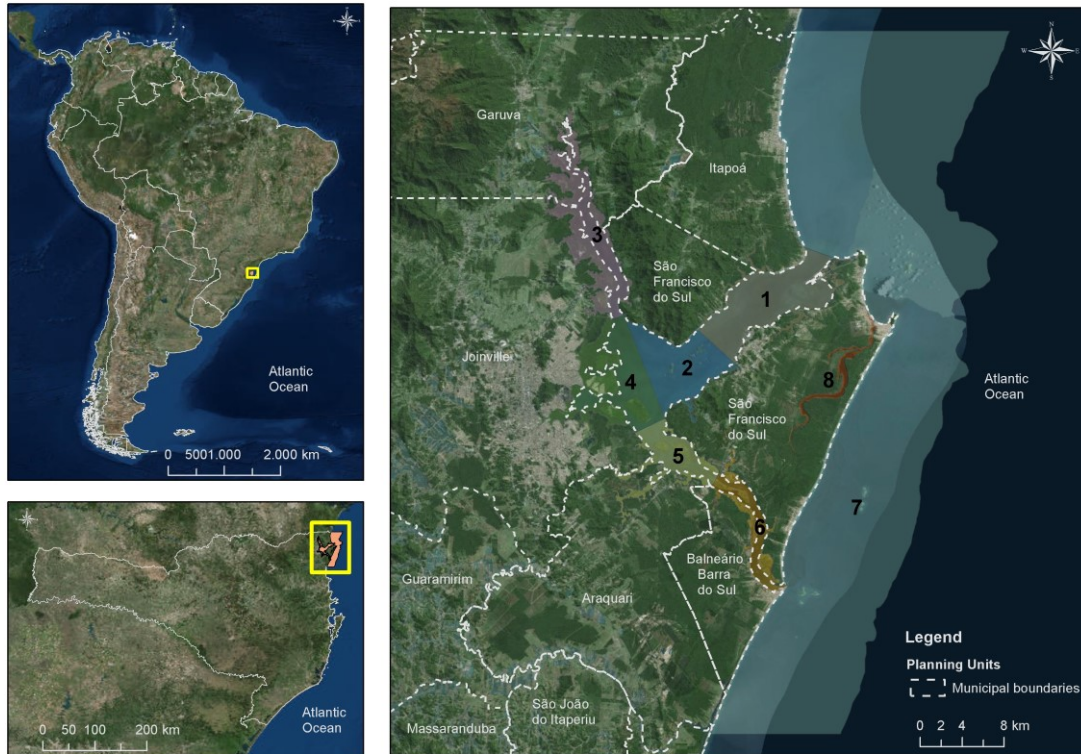 N
W
E
S
Atlantic
Ocean
0
5001.000
2.000 km
Atlantic
Ocean
0 50 100
200 km
N
W
E
S
Garuva
Itapoá
3
São
Francisco
do Sul
1
Joinvillei
2
4
8
São
Francisco
do Sul
Atlantic
Ocean
5
7
6
Balneário
Barra
do Sul
Guaramirim
Araquari
São João
do Itaperiu
Massaranduba
Legend
Planning Units
Municipal boundaries
0 2 4
8 km